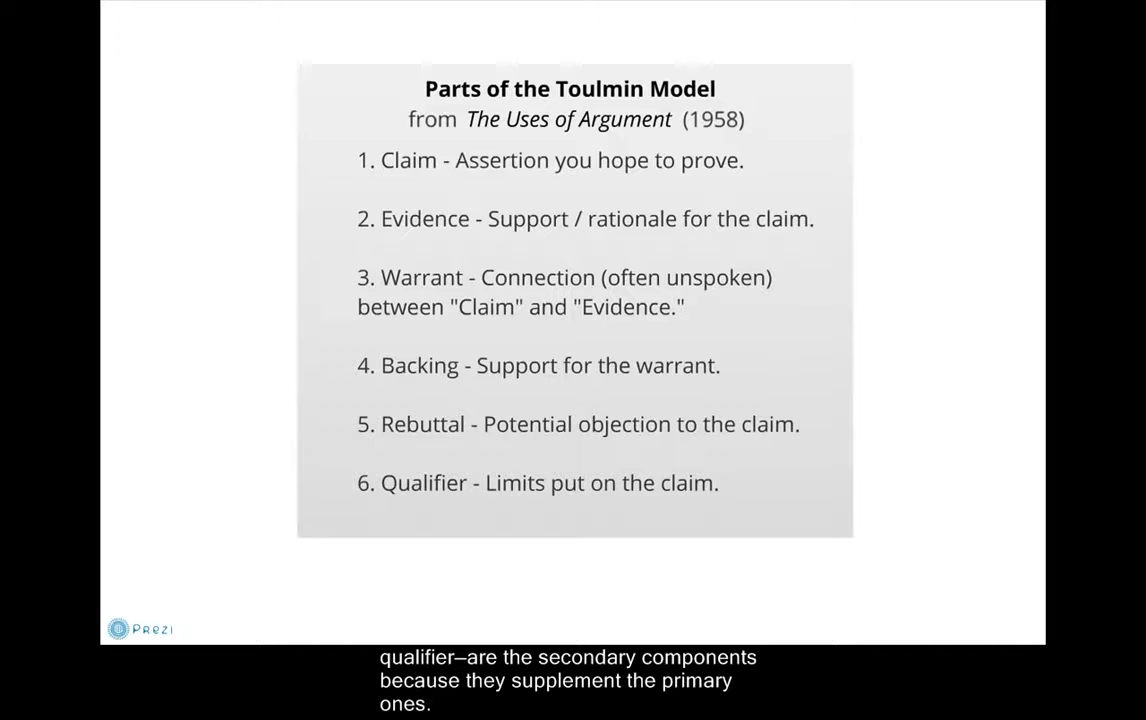 Parts of the Toulmin Model
from The Uses of Argument (1958)
1. Claim - Assertion you hope to prove.
2. Evidence - Support / rationale for the claim.
3. Warrant - Connection (often unspoken)
between "Claim" and "Evidence."
4. Backing - Support for the warrant.
5. Rebuttal - Potential objection to the claim.
6. Qualifier - Limits put on the claim.
Prezi
qualifier—are the secondary components
because they supplement the primary
ones.